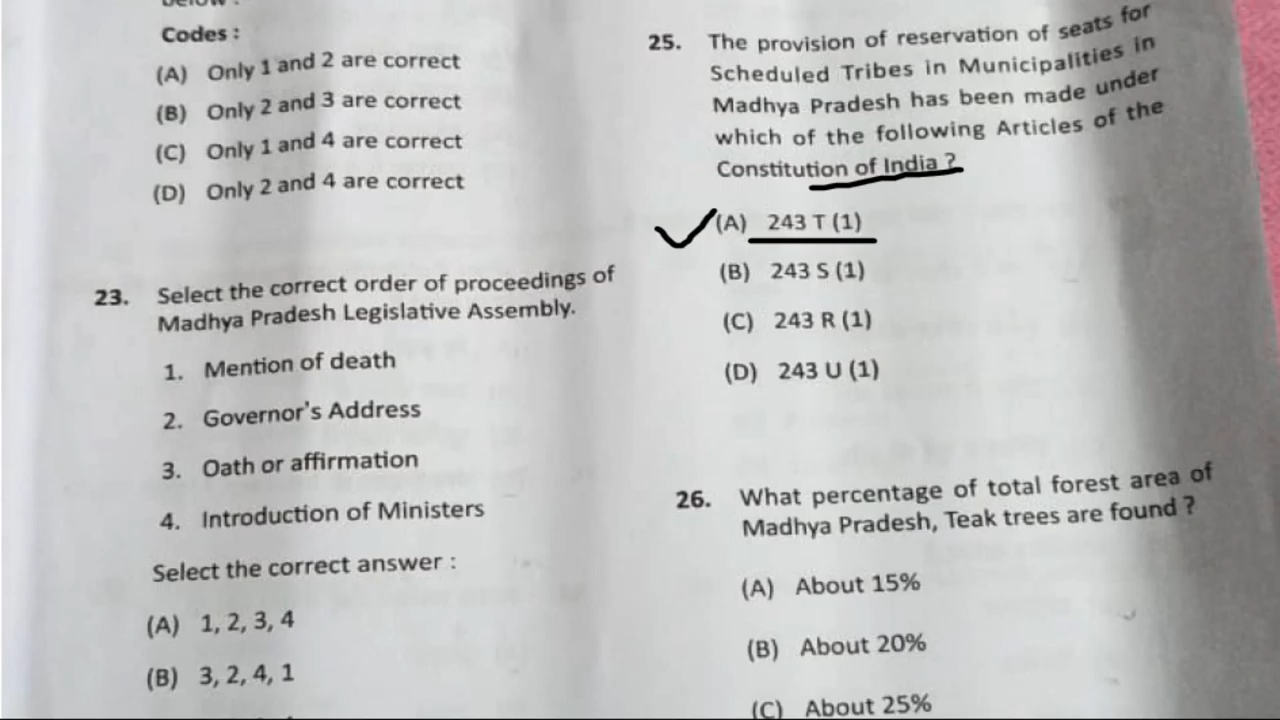 Codes :
(A) Only 1 and 2 are correct
(B) Only 2 and 3 are correct
(C) Only 1 and 4 are correct
(D) Only 2 and 4 are correct
23. Select the correct order of proceedings of
Madhya Pradesh Legislative Assembly.
1. Mention of death
2. Governor's Address
3. Oath or affirmation
4. Introduction of Ministers
Select the correct answer :
(A) 1, 2, 3, 4
(B) 3, 2, 4, 1
25. The provision of reservation of seats for
Scheduled Tribes in Municipalities in
Madhya Pradesh has been made under
which of the following Articles of the
Constitution of India ?
(A) 243 T (1)
(B) 243 S (1)
(C) 243 R (1)
(D) 243 U (1)
26. What percentage of total forest area of
Madhya Pradesh, Teak trees are found ?
(A) About 15%
(B) About 20%
(C) About 25%